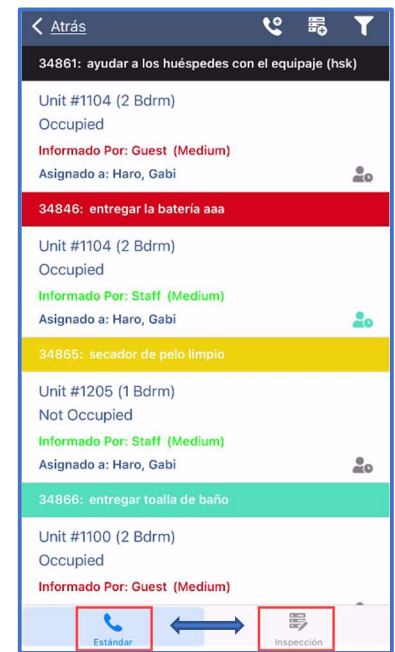 Atrás
34861: ayudar a los huéspedes con el equipaje (hsk)
Unit #1104 (2 Bdrm)
Occupied
Informado Por: Guest (Medium)
Asignado a: Haro, Gabi
34846: entregar la batería aaa
Unit #1104 (2 Bdrm)
Occupied
Informado Por: Staff (Medium)
Asignado a: Haro, Gabi
34865: secador de pelo limpio
Unit #1205 (1 Bdrm)
Not Occupied
Informado Por: Staff (Medium)
Asignado a: Haro, Gabi
34866: entregar toalla de baño
Unit #1100 (2 Bdrm)
Occupied
Informado Por: Guest (Medium)
Estándar Inspección